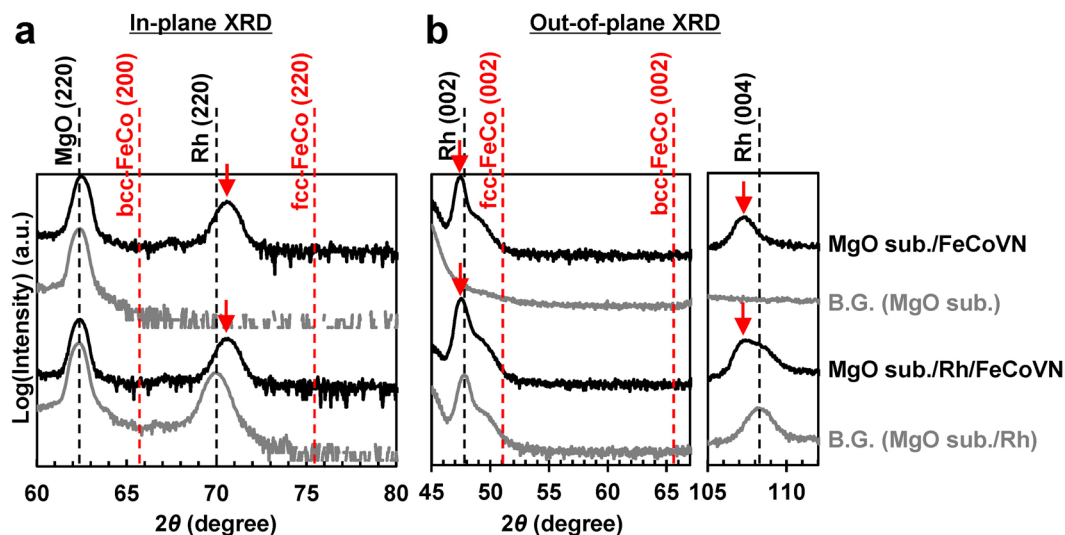 a
In-plane XRD
b
Out-of-plane XRD
MgO (220)
bcc-FeCo (200)
Rh (220)
fcc-FeCo (220)
Rh (002)
fcc-FeCo (002)
bcc-FeCo (002)
Rh (004)
Log(Intensity) (a.u.)
MgO sub./FeCoVN
B.G. (MgO sub.)
MgO sub./Rh/FeCoVN
B.G. (MgO sub./Rh)
60 65 70 75 80
45 50 55 60 65
105 113
2θ (degree)
2θ (degree)